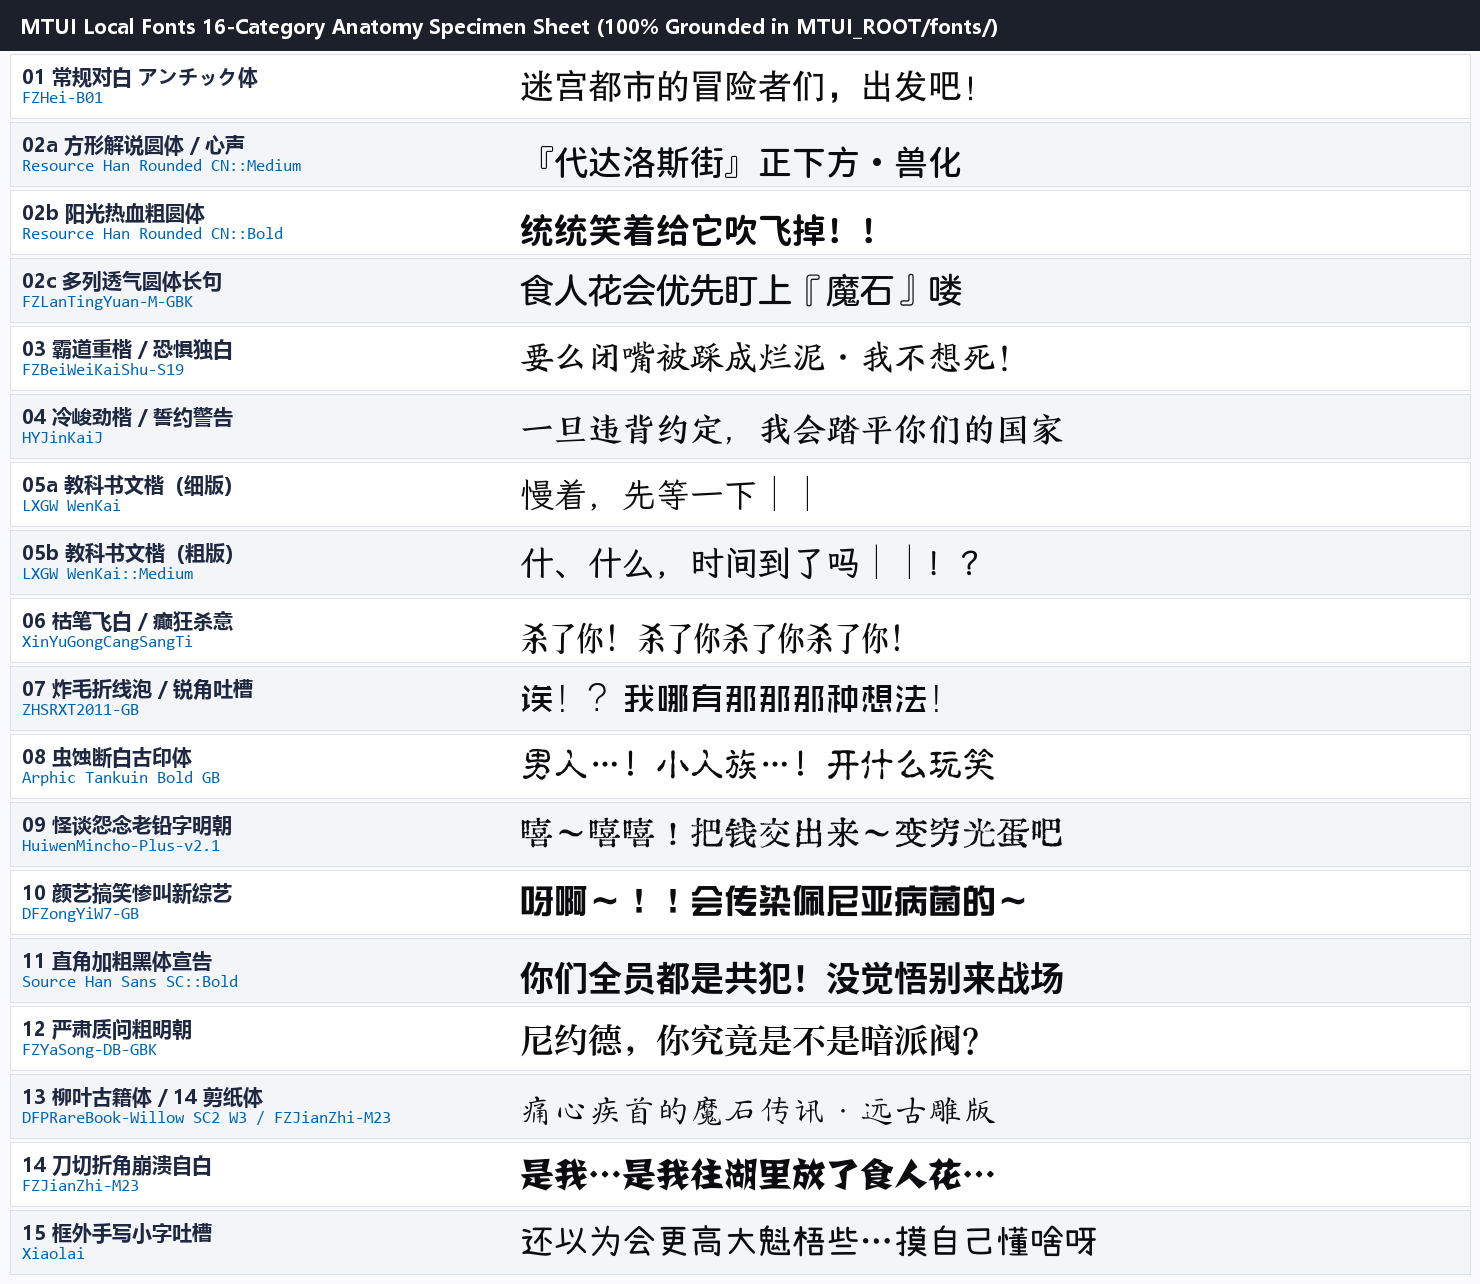 MTUI Local Fonts 16-Category Anatomy Specimen Sheet (100% Grounded in MTUI_ROOT/fonts/)
01 常规对白 アンチック体
FZHei-B01
迷宫都市的冒险者们，出发吧！
02a 方形解说圆体 / 心声
Resource Han Rounded CN::Medium
『代达洛斯街』正下方・兽化
02b 阳光热血粗圆体
Resource Han Rounded CN::Bold
统统笑着给它吹飞掉！！
02c 多列透气圆体长句
FZLanTingYuan-M-GBK
食人花会优先盯上『魔石』喽
03 霸道重楷 / 恐惧独白
FZBeiWeiKaiShu-S19
要么闭嘴被踩成烂泥・我不想死！
04 冷峻劲楷 / 誓约警告
HYJinKaiJ
一旦违背约定，我会踏平你们的国家
05a 教科书文楷（细版）
LXGW WenKai
慢着，先等一下｜｜
05b 教科书文楷（粗版）
LXGW WenKai::Medium
什、什么，时间到了吗｜｜！？
06 枯笔飞白 / 癫狂杀意
XinYuGongCangSangTi
杀了你！杀了你杀了你杀了你！
07 炸毛折线泡 / 锐角吐槽
ZHSRXT2011-GB
诶！？我哪有那那那种想法！
08 虫蚀断白古印体
Arphic Tankuin Bold GB
男人…！小人族…！开什么玩笑
09 怪谈怨念老铅字明朝
HuiwenMincho-Plus-v2.1
嘻～嘻嘻！把钱交出来～变穷光蛋吧
10 颜艺搞笑惨叫新综艺
DFZongYiW7-GB
呀啊～！！会传染佩尼亚病菌的～
11 直角加粗黑体宣告
Source Han Sans SC::Bold
你们全员都是共犯！没觉悟别来战场
12 严肃质问粗明朝
FZYaSong-DB-GBK
尼约德，你究竟是不是暗派阀？
13 柳叶古籍体 / 14 剪纸体
DFPRareBook-Willow SC2 W3 / FZJianZhi-M23
痛心疾首的魔石传讯・远古雕版
14 刀切折角崩溃自白
FZJianZhi-M23
是我…是我往湖里放了食人花…
15 框外手写小字吐槽
Xiaolai
还以为会更高大魁梧些…摸自己懂啥呀